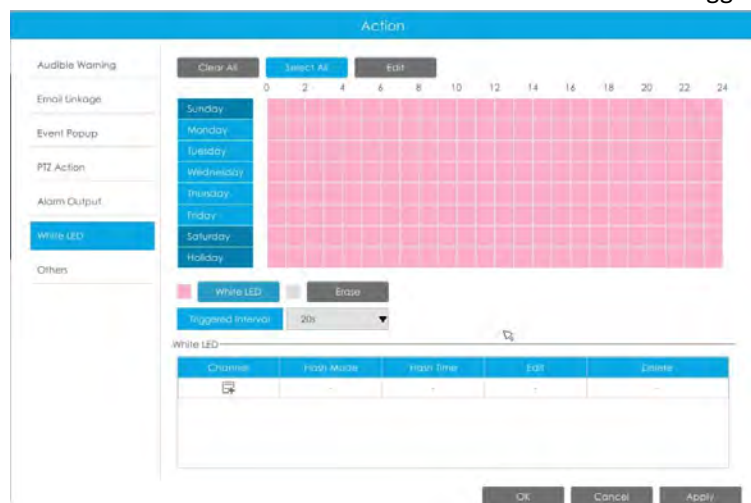 Action
Audible Warning
Email Linkage
Event Popup
PTZ Action
Alarm Output
White LED
Others
Clear All Select All Edit
0 2 4 6 8 10 12 14 16 18 20 22 24
Sunday
Monday
Tuesday
Wednesday
Thursday
Friday
Saturday
Holiday
White LED Erase
Triggered Interval 20s
White LED
Channel Flash Mode Flash Time Edit Delete
- - - -
OK Cancel Apply